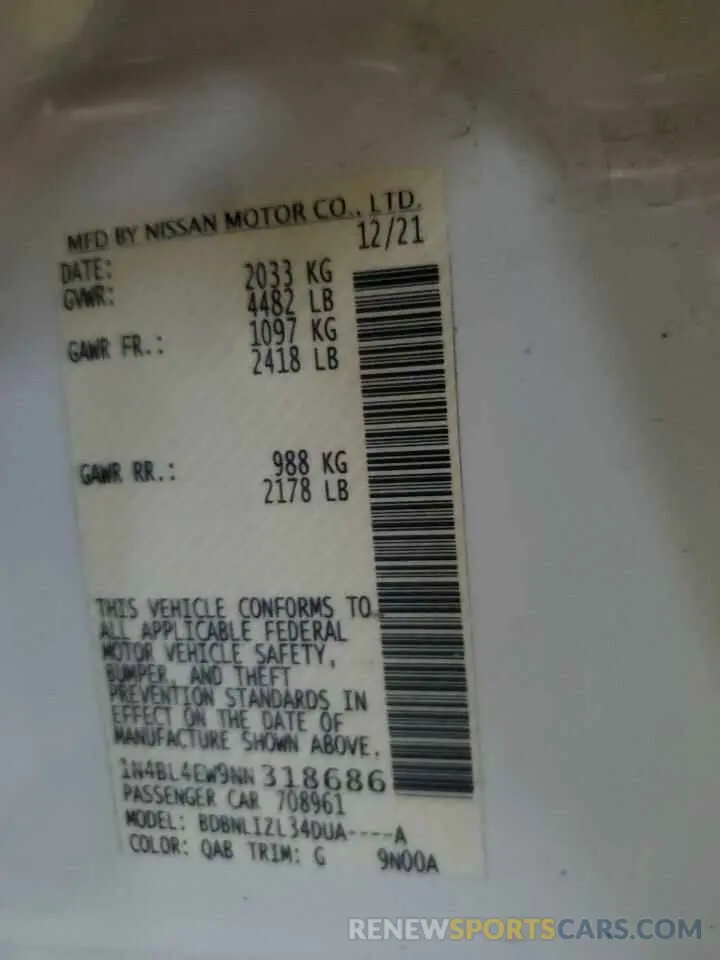 MFD BY NISSAN MOTOR CO., LTD.
DATE: 12/21
GVWR: 2033 KG
4482 LB
GAWR FR.: 1097 KG
2418 LB
GAWR RR.: 988 KG
2178 LB
THIS VEHICLE CONFORMS TO
ALL APPLICABLE FEDERAL
MOTOR VEHICLE SAFETY,
BUMPER, AND THEFT
PREVENTION STANDARDS IN
EFFECT ON THE DATE OF
MANUFACTURE SHOWN ABOVE.
1N4BL4EW9NN318686
PASSENGER CAR 708961
MODEL: BDBNLIZL34DUA----A
COLOR: QAB TRIM: G 9N00A
RENEWSPORTSCARS.COM